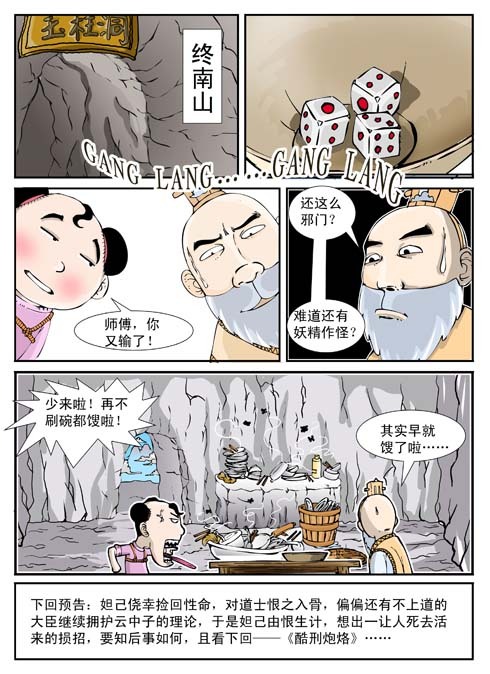 玉柱洞
终南山
GANG LANG……GANG LANG
师傅，你
又输了！
还这么
邪门？
难道还有
妖精作怪？
少来啦！再不
刷碗都馊啦！
其实早就
馊了啦……
下回预告：妲己侥幸捡回性命，对道士恨之入骨，偏偏还有不上道的
大臣继续拥护云中子的理论，于是妲己由恨生计，想出一让人死去活
来的损招，要知后事如何，且看下回——《酷刑炮烙》……